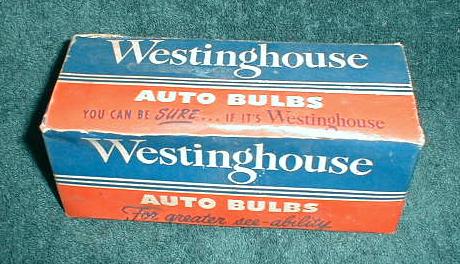 Westinghouse
AUTO BULBS
YOU CAN BE SURE... IF IT'S Westinghouse
Westinghouse
AUTO BULBS
For greater see-ability